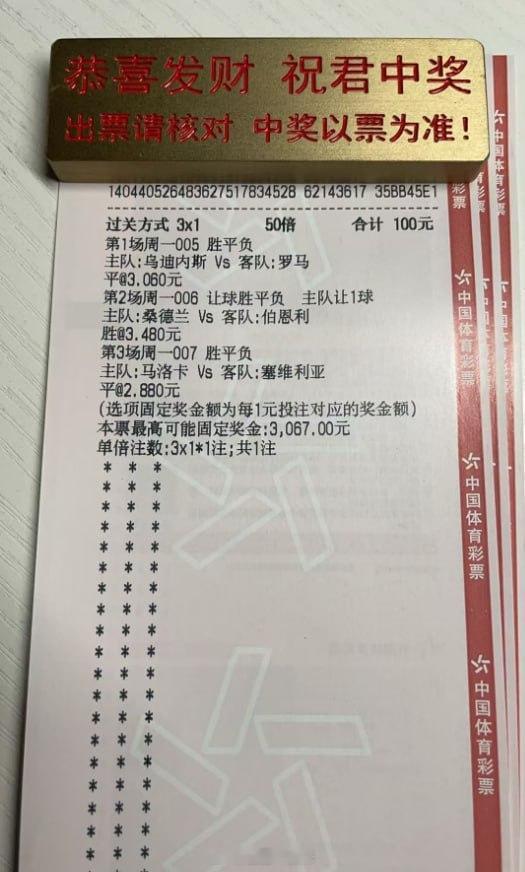 恭喜发财 祝君中奖
出票请核对 中奖以票为准！
140440526483627517834528 62143617 35BB45E1
过关方式 3x1 50倍 合计 100元
第1场周一005 胜平负
主队:乌迪内斯 Vs 客队:罗马
平@3.060元
第2场周一006 让球胜平负 主队让1球
主队:桑德兰 Vs 客队:伯恩利
胜@3.480元
第3场周一007 胜平负
主队:马洛卡 Vs 客队:塞维利亚
平@2.880元
(选项固定奖金额为每1元投注对应的奖金额)
本票最高可能固定奖金:3,067.00元
单倍注数:3x1*1注;共1注
中国体育彩票
中国体育彩票
中国体育彩票
中国体育彩票